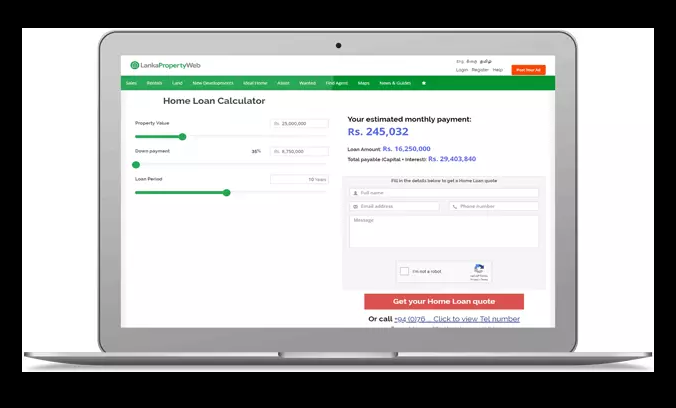 LankaPropertyWeb
Eng සිංහල தமிழ்
Login Register Help
Post Your Ad
Sales Rentals Land New Developments Ideal Home About Wanted Find Agent Maps News & Guides
Home Loan Calculator
Property Value Rs. 25,000,000
Down payment 35% Rs. 8,750,000
Loan Period 10 Years
Your estimated monthly payment:
Rs. 245,032
Loan Amount: Rs. 16,250,000
Total payable (Capital + Interest): Rs. 29,403,840
Fill in the details below to get a Home Loan quote
Full name
Email address Phone number
Message
I'm not a robot
reCAPTCHA
Privacy - Terms
Get your Home Loan quote
Or call +94 (0)76 ... Click to view Tel number